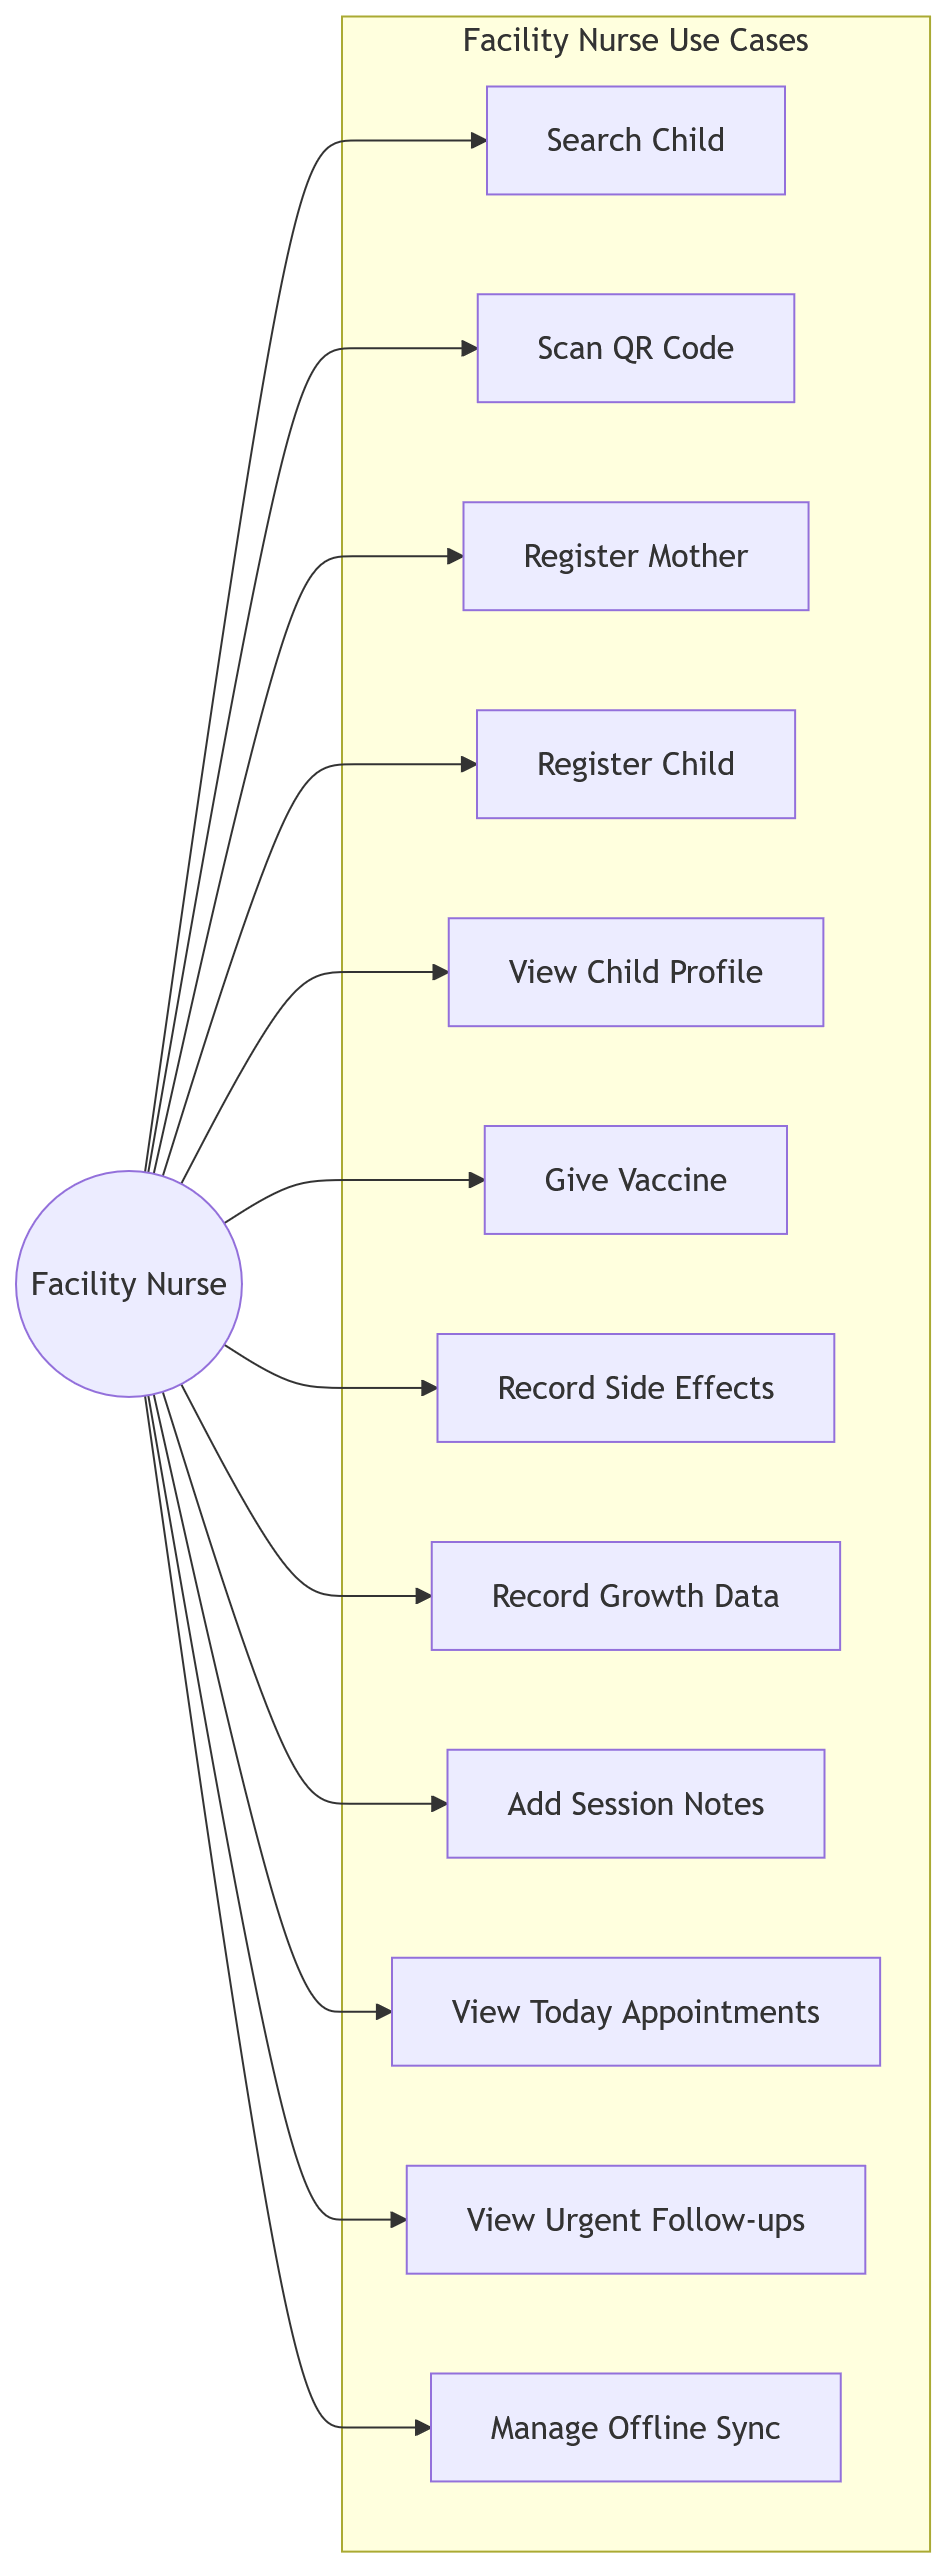 Facility Nurse Use Cases
Search Child
Scan QR Code
Register Mother
Register Child
View Child Profile
Give Vaccine
Facility Nurse
Record Side Effects
Record Growth Data
Add Session Notes
View Today Appointments
View Urgent Follow-ups
Manage Offline Sync